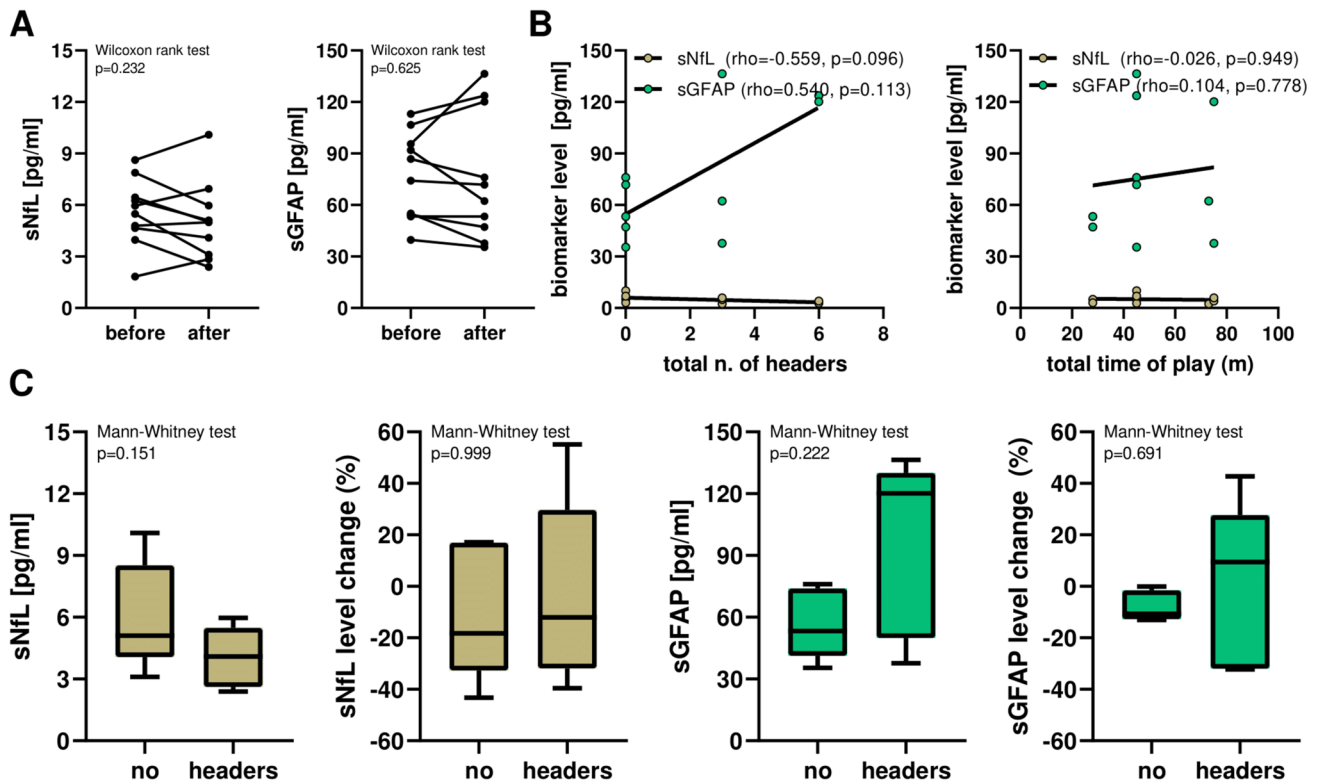 A
Wilcoxon rank test
p=0.232
15
12
9
6
3
0
sNfL [pg/ml]
before
after
Wilcoxon rank test
p=0.625
150
120
90
60
30
0
sGFAP [pg/ml]
before
after
B
sNfL (rho=-0.559, p=0.096)
sGFAP (rho=0.540, p=0.113)
150
120
90
60
30
0
biomarker level [pg/ml]
0 2 4 6 8
total n. of headers
sNfL (rho=-0.026, p=0.949)
sGFAP (rho=0.104, p=0.778)
150
120
90
60
30
0
biomarker level [pg/ml]
0 20 40 60 80 100
total time of play (m)
C
Mann-Whitney test
p=0.151
15
12
9
6
3
0
sNfL [pg/ml]
no headers
Mann-Whitney test
p=0.999
60
40
20
0
-20
-40
-60
sNfL level change (%)
no headers
Mann-Whitney test
p=0.222
150
120
90
60
30
0
sGFAP [pg/ml]
no headers
Mann-Whitney test
p=0.691
60
40
20
0
-20
-40
-60
sGFAP level change (%)
no headers